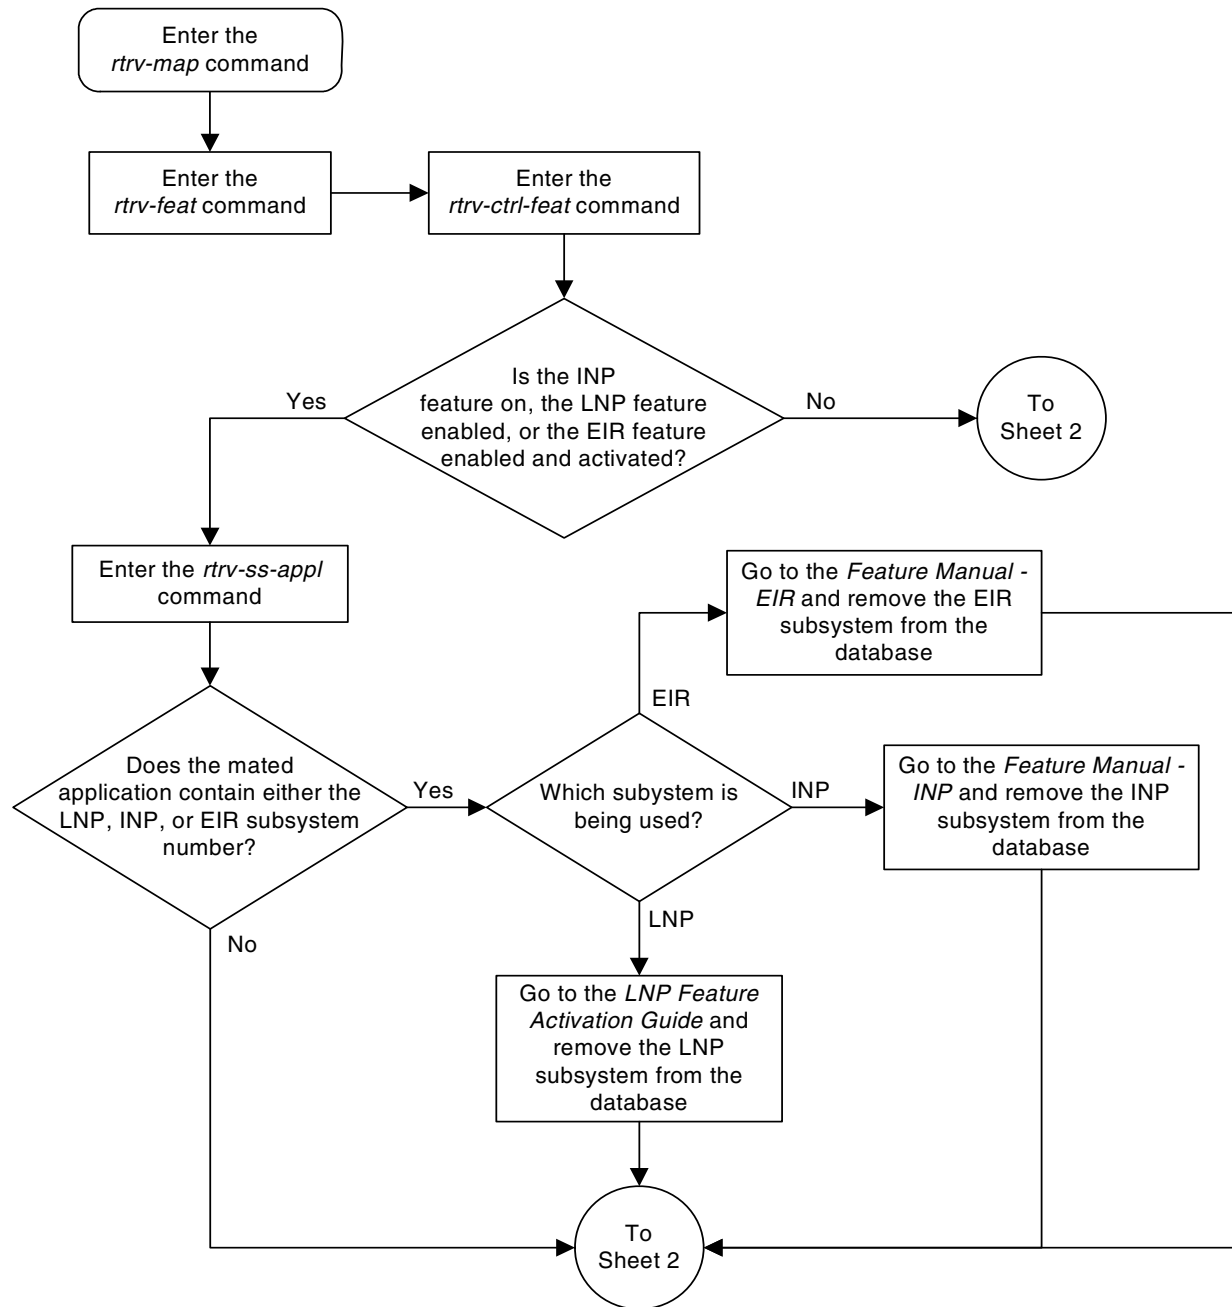 Enter the
rtrv-map command
Enter the
rtrv-feat command
Enter the
rtrv-ctrl-feat command
Is the INP
feature on, the LNP feature
enabled, or the EIR feature
enabled and activated?
Yes
No
To
Sheet 2
Enter the rtrv-ss-appl
command
Go to the Feature Manual -
EIR and remove the EIR
subsystem from the
database
EIR
Does the mated
application contain either the
LNP, INP, or EIR subsystem
number?
Yes
Which subystem is
being used?
INP
Go to the Feature Manual -
INP and remove the INP
subsystem from the
database
No
LNP
Go to the LNP Feature
Activation Guide and
remove the LNP
subsystem from the
database
To
Sheet 2